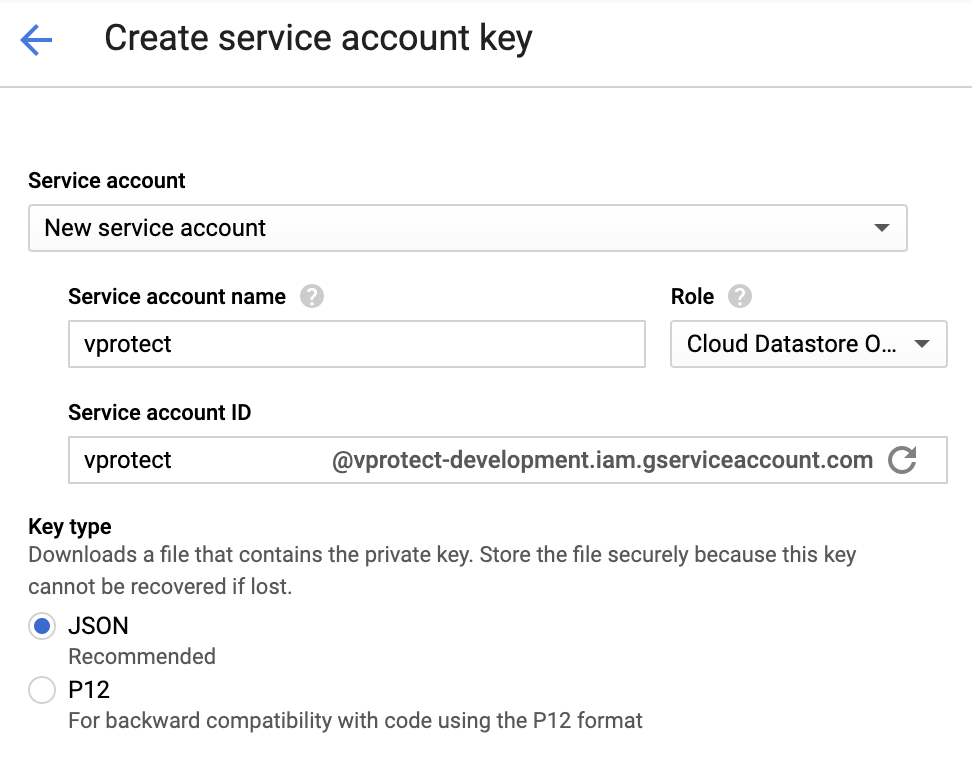 Create service account key
Service account
New service account
Service account name ?
Role ?
vprotect
Cloud Datastore O...
Service account ID
vprotect @vprotect-development.iam.gserviceaccount.com
Key type
Downloads a file that contains the private key. Store the file securely because this key
cannot be recovered if lost.
JSON
Recommended
P12
For backward compatibility with code using the P12 format